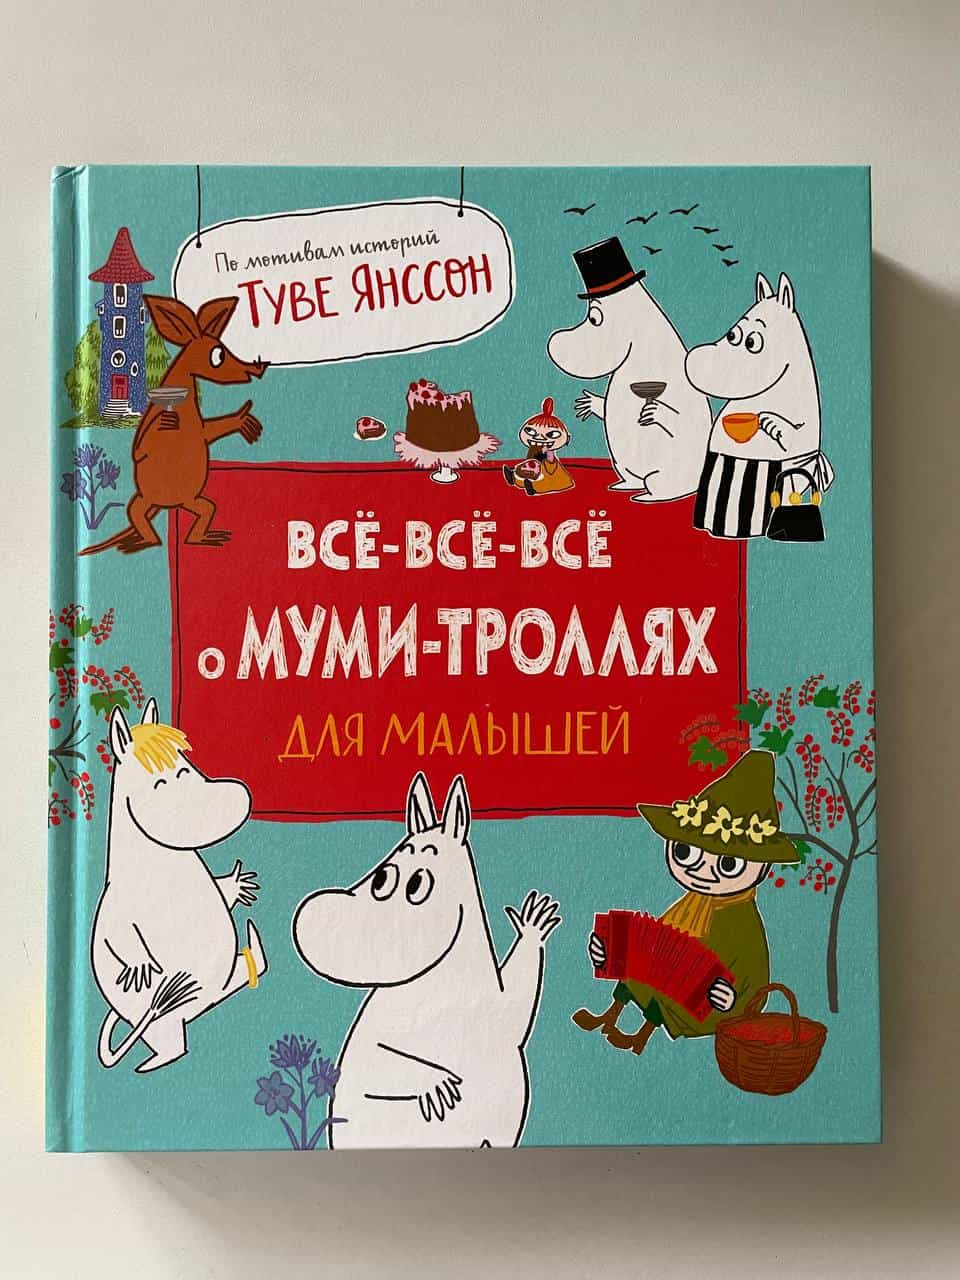 По мотивам историй
ТУВЕ ЯНССОН
ВСЁ-ВСЁ-ВСЁ
о МУМИ-ТРОЛЛЯХ
ДЛЯ МАЛЫШЕЙ